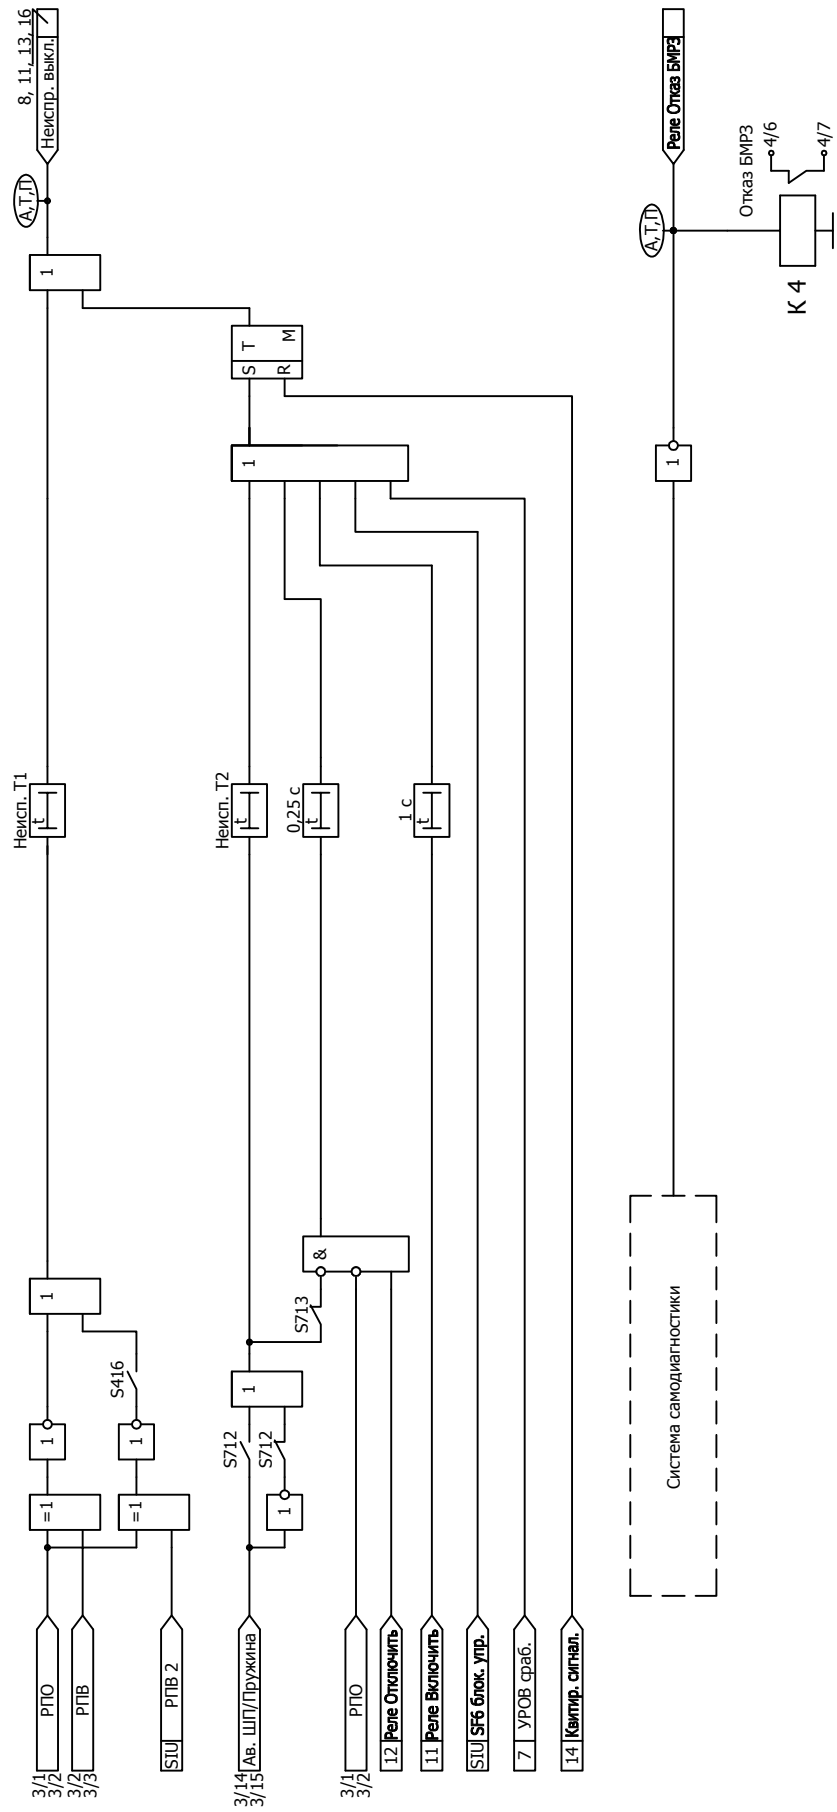 8, 11, 13, 16
Неиспр. выкл.
А,Т,П
1
Неисп. Т1
t
1
S416
1
1
=1
=1
3/1
3/2
РПО
3/2
3/3
РПВ
SIU
РПВ 2
S
T
R
M
1
Неисп. Т2
t
0,25 с
t
1 с
t
&
S713
1
S712
S712
1
3/14
3/15
Ав. ШП/Пружина
3/1
3/2
РПО
12
Реле Отключить
11
Реле Включить
SIU
SF6 блок. упр.
7
УРОВ сраб.
14
Квитир. сигнал.
Реле Отказ БМРЗ
А,Т,П
Отказ БМРЗ
4/6
4/7
К 4
1
Система самодиагностики